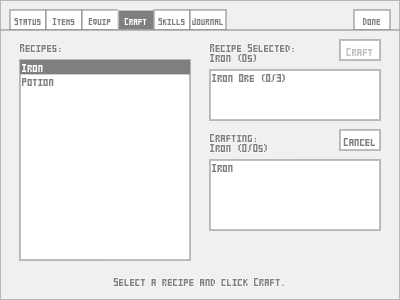 Status Items Equip Craft Skills Journal Done
Recipes:
Iron
Potion
Recipe Selected:
Iron (0s)
Craft
Iron Ore (0/3)
Crafting:
Iron (0/0s)
Cancel
Iron
Select a recipe and click Craft.